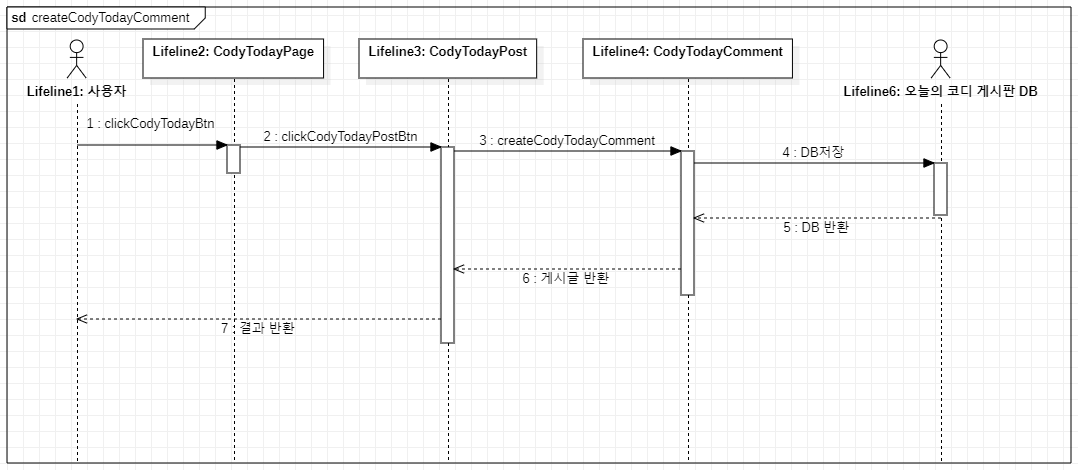 sd createCodyTodayComment
Lifeline2: CodyTodayPage
Lifeline3: CodyTodayPost
Lifeline4: CodyTodayComment
Lifeline1: 사용자
Lifeline6: 오늘의 코디 게시판 DB
1 : clickCodyTodayBtn
2 : clickCodyTodayPostBtn
3 : createCodyTodayComment
4 : DB저장
5 : DB 반환
6 : 게시글 반환
7 : 결과 반환